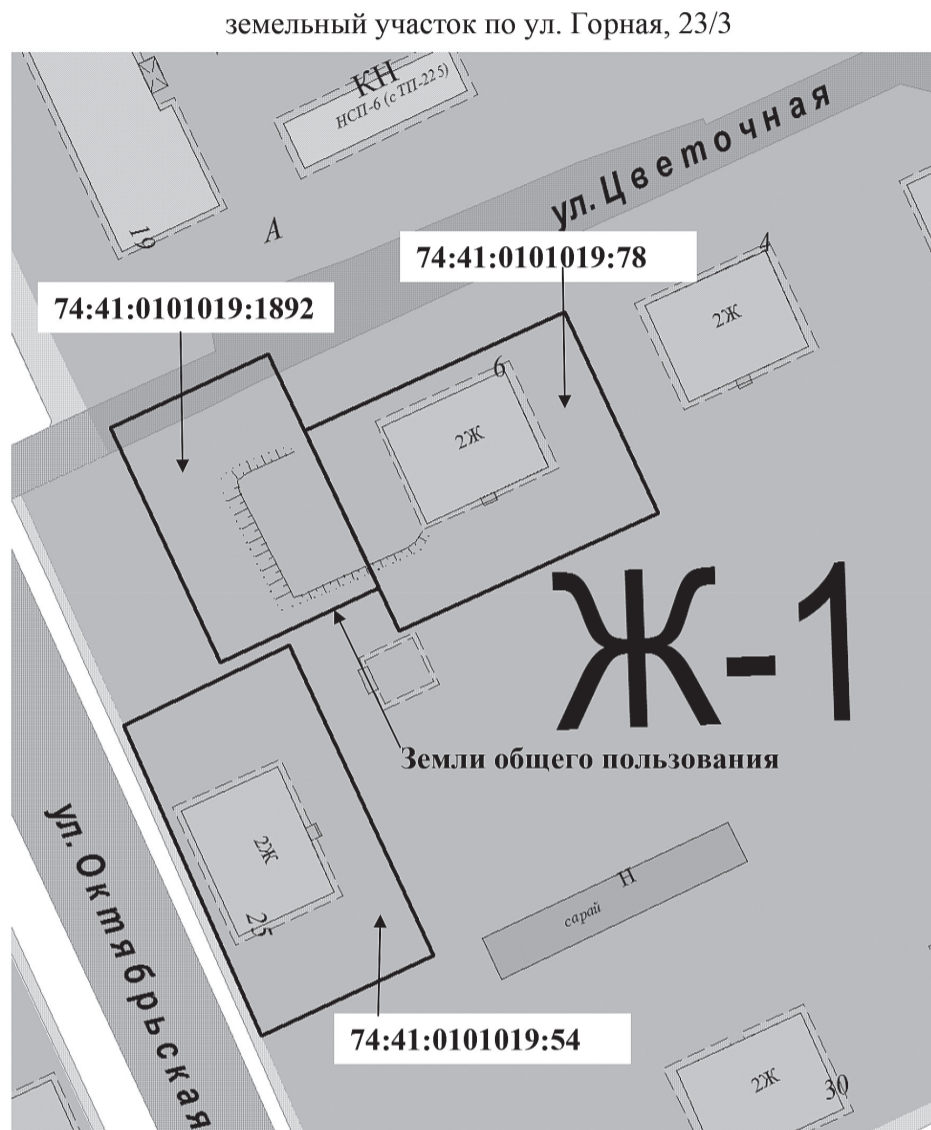 земельный участок по ул. Горная, 23/3
КН
НСП-6 (с ТП-225)
ул. Цветочная
19
А
74:41:0101019:78
4
2Ж
74:41:0101019:1892
6
2Ж
Ж-1
Земли общего пользования
ул. Октябрьская
2Ж
25
Н
сарай
74:41:0101019:54
2Ж
30